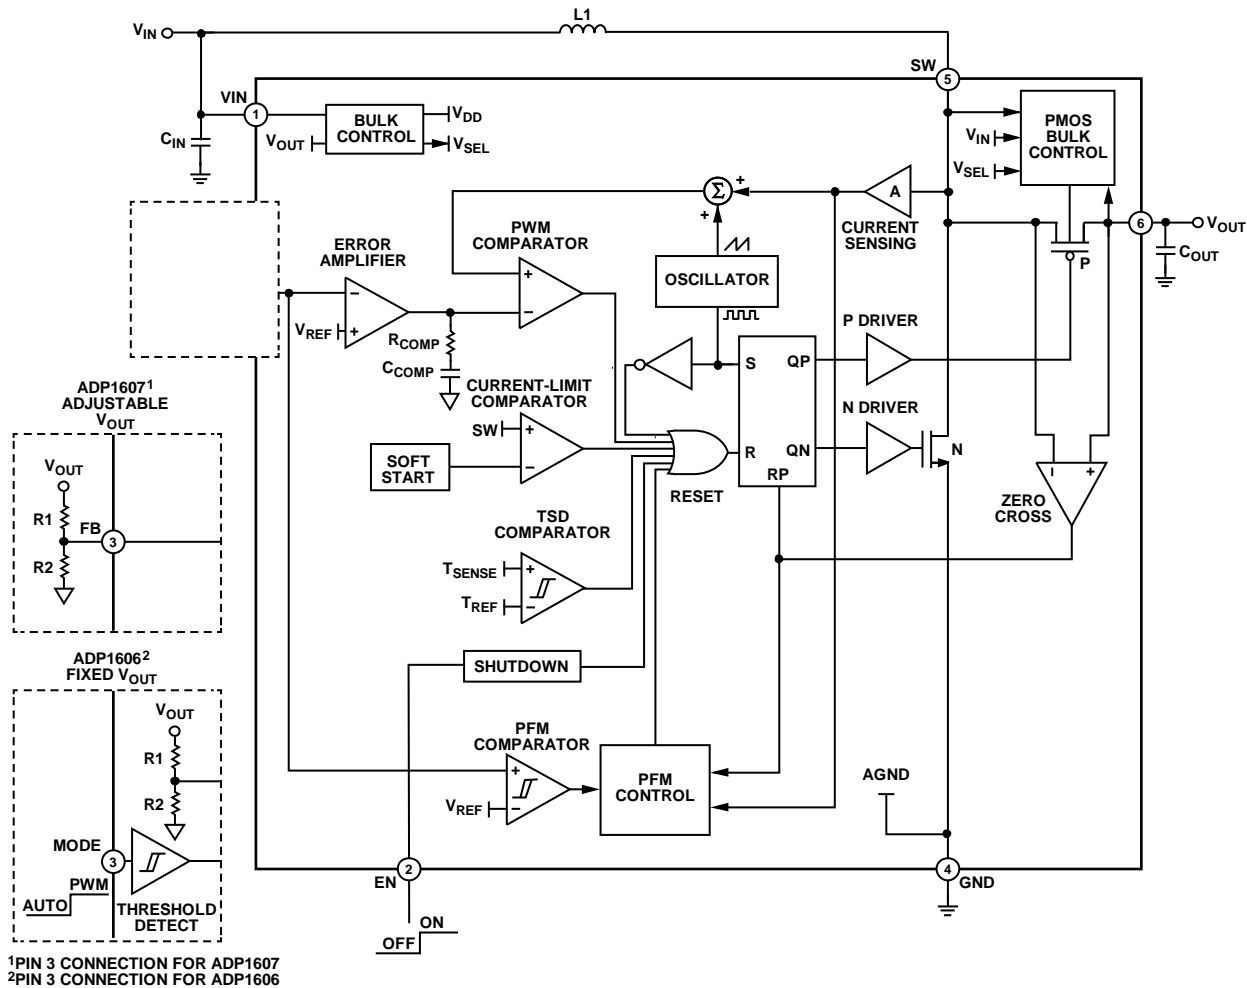 L1
VIN
SW
5
VIN
1
BULK
CONTROL
VDD
VOUT
VSEL
CIN
PMOS
BULK
CONTROL
VIN
VSEL
Σ
+
+
A
CURRENT
SENSING
6
VOUT
COUT
P
ERROR
AMPLIFIER
PWM
COMPARATOR
OSCILLATOR
−
VREF
+
+
−
RCOMP
CCOMP
P DRIVER
S
QP
ADP1607¹
ADJUSTABLE
VOUT
CURRENT-LIMIT
COMPARATOR
N DRIVER
SW
+
−
SOFT
START
RESET
R
QN
RP
N
−
+
ZERO
CROSS
VOUT
R1
FB
3
R2
TSD
COMPARATOR
TSENSE
+
TREF
−
ADP1606²
FIXED VOUT
SHUTDOWN
VOUT
R1
R2
PFM
COMPARATOR
+
VREF
−
PFM
CONTROL
AGND
MODE
3
PWM
AUTO
THRESHOLD
DETECT
2
EN
4
GND
ON
OFF
¹PIN 3 CONNECTION FOR ADP1607
²PIN 3 CONNECTION FOR ADP1606